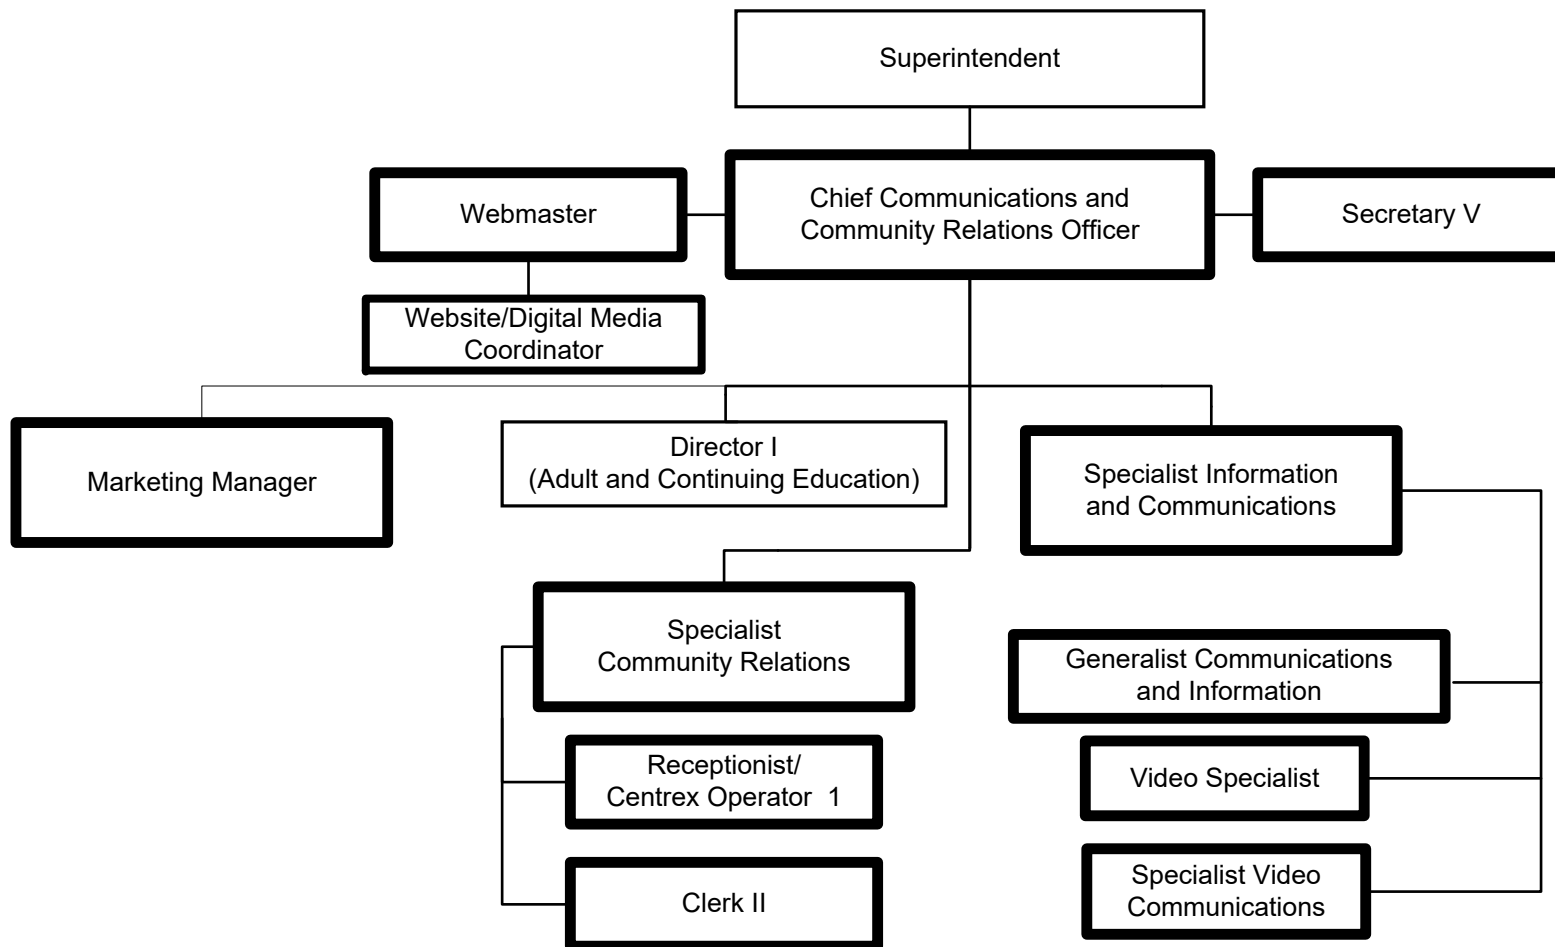 Superintendent
Webmaster
Chief Communications and
Community Relations Officer
Secretary V
Website/Digital Media
Coordinator
Marketing Manager
Director I
(Adult and Continuing Education)
Specialist Information
and Communications
Specialist
Community Relations
Generalist Communications
and Information
Receptionist/
Centrex Operator  1
Video Specialist
Clerk II
Specialist Video
Communications